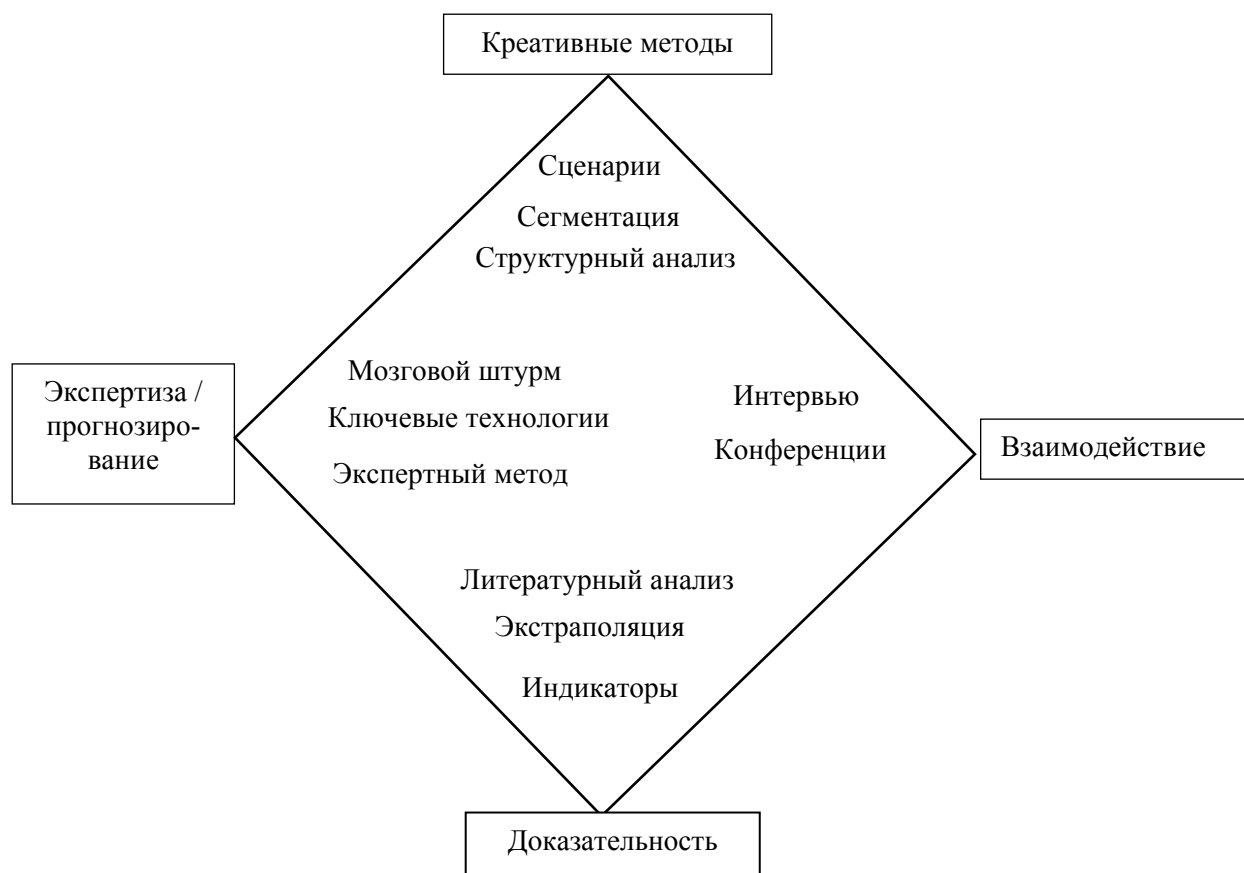 Креативные методы
Сценарии
Сегментация
Структурный анализ
Экспертиза /
прогнозиро-
вание
Мозговой штурм
Ключевые технологии
Экспертный метод
Интервью
Конференции
Взаимодействие
Литературный анализ
Экстраполяция
Индикаторы
Доказательность